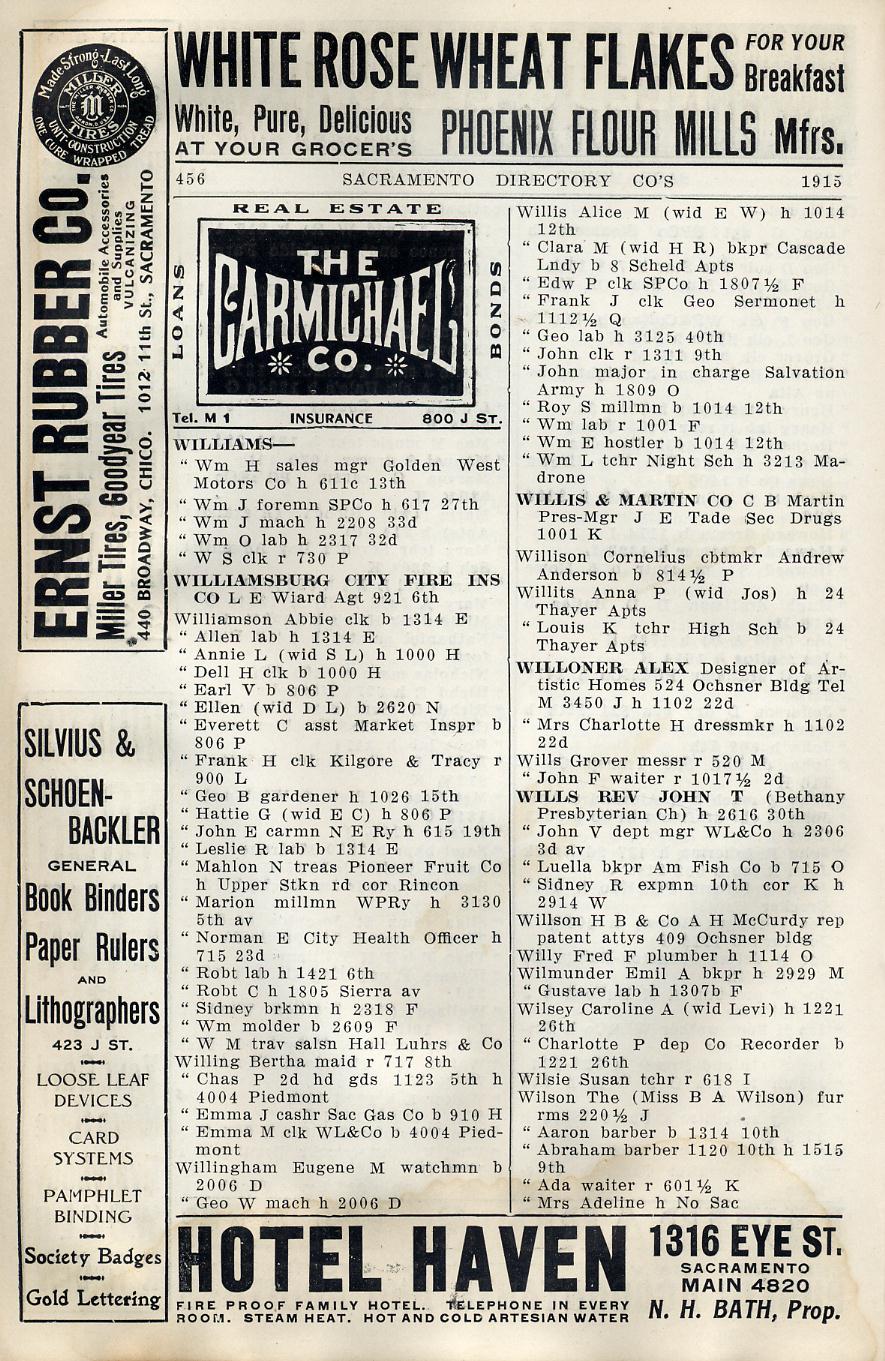 WHITE ROSE WHEAT FLAKES FOR YOUR Breakfast
White, Pure, Delicious
AT YOUR GROCER'S
PHOENIX FLOUR MILLS Mfrs.
456 SACRAMENTO DIRECTORY CO'S 1915
Made Strong-Last Long
MILLER
TIRES
UNIT-CONSTRUCTION
ONE CURE WRAPPED TREAD
ERNST RUBBER CO.
Automobile Accessories
and Supplies
VULCANIZING
Miller Tires, Goodyear Tires
440 BROADWAY, CHICO. 1012 11th St., SACRAMENTO
SILVIUS &
SCHOEN-
BACKLER
GENERAL
Book Binders
Paper Rulers
AND
Lithographers
423 J ST.
LOOSE LEAF
DEVICES
CARD
SYSTEMS
PAMPHLET
BINDING
Society Badges
Gold Lettering
REAL ESTATE
LOANS
THE
CARMICHAEL
CO.
BONDS
Tel. M 1 INSURANCE 800 J ST.
WILLIAMS—
" Wm H sales mgr Golden West
Motors Co h 611c 13th
" Wm J foremn SPCo h 617 27th
" Wm J mach h 2208 33d
" Wm O lab h 2317 32d
" W S clk r 730 P
WILLIAMSBURG CITY FIRE INS
CO L E Wiard Agt 921 6th
Williamson Abbie clk b 1314 E
" Allen lab h 1314 E
" Annie L (wid S L) h 1000 H
" Dell H clk b 1000 H
" Earl V b 806 P
" Ellen (wid D L) b 2620 N
" Everett C asst Market Inspr b
806 P
" Frank H clk Kilgore & Tracy r
900 L
" Geo B gardener h 1026 15th
" Hattie G (wid E C) h 806 P
" John E carmn N E Ry h 615 19th
" Leslie R lab b 1314 E
" Mahlon N treas Pioneer Fruit Co
h Upper Stkn rd cor Rincon
" Marion millmn WPRy h 3130
5th av
" Norman E City Health Officer h
715 23d
" Robt lab h 1421 6th
" Robt C h 1805 Sierra av
" Sidney brkmn h 2318 F
" Wm molder b 2609 F
" W M trav salsn Hall Luhrs & Co
Willing Bertha maid r 717 8th
" Chas P 2d hd gds 1123 5th h
4004 Piedmont
" Emma J cashr Sac Gas Co b 910 H
" Emma M clk WL&Co b 4004 Pied-
mont
Willingham Eugene M watchmn b
2006 D
" Geo W mach h 2006 D
Willis Alice M (wid E W) h 1014
12th
" Clara M (wid H R) bkpr Cascade
Lndy b 8 Scheld Apts
" Edw P clk SPCo h 1807½ F
" Frank J clk Geo Sermonet h
1112½ Q
" Geo lab h 3125 40th
" John clk r 1311 9th
" John major in charge Salvation
Army h 1809 O
" Roy S millmn b 1014 12th
" Wm lab r 1001 F
" Wm E hostler b 1014 12th
" Wm L tchr Night Sch h 3213 Ma-
drone
WILLIS & MARTIN CO C B Martin
Pres-Mgr J E Tade Sec Drugs
1001 K
Willison Cornelius cbtmkr Andrew
Anderson b 814½ P
Willits Anna P (wid Jos) h 24
Thayer Apts
" Louis K tchr High Sch b 24
Thayer Apts
WILLONER ALEX Designer of Ar-
tistic Homes 524 Ochsner Bldg Tel
M 3450 J h 1102 22d
" Mrs Charlotte H dressmkr h 1102
22d
Wills Grover messr r 520 M
" John F waiter r 1017½ 2d
WILLS REV JOHN T (Bethany
Presbyterian Ch) h 2616 30th
" John V dept mgr WL&Co h 2306
3d av
" Luella bkpr Am Fish Co b 715 O
" Sidney R expmn 10th cor K h
2914 W
Willson H B & Co A H McCurdy rep
patent attys 409 Ochsner bldg
Willy Fred F plumber h 1114 O
Wilmunder Emil A bkpr h 2929 M
" Gustave lab h 1307b F
Wilsey Caroline A (wid Levi) h 1221
26th
" Charlotte P dep Co Recorder b
1221 26th
Wilsie Susan tchr r 618 I
Wilson The (Miss B A Wilson) fur
rms 220½ J
" Aaron barber b 1314 10th
" Abraham barber 1120 10th h 1515
9th
" Ada waiter r 601½ K
" Mrs Adeline h No Sac
HOTEL HAVEN
FIRE PROOF FAMILY HOTEL. TELEPHONE IN EVERY
ROOM. STEAM HEAT. HOT AND COLD ARTESIAN WATER
1316 EYE ST.
SACRAMENTO
MAIN 4820
N. H. BATH, Prop.